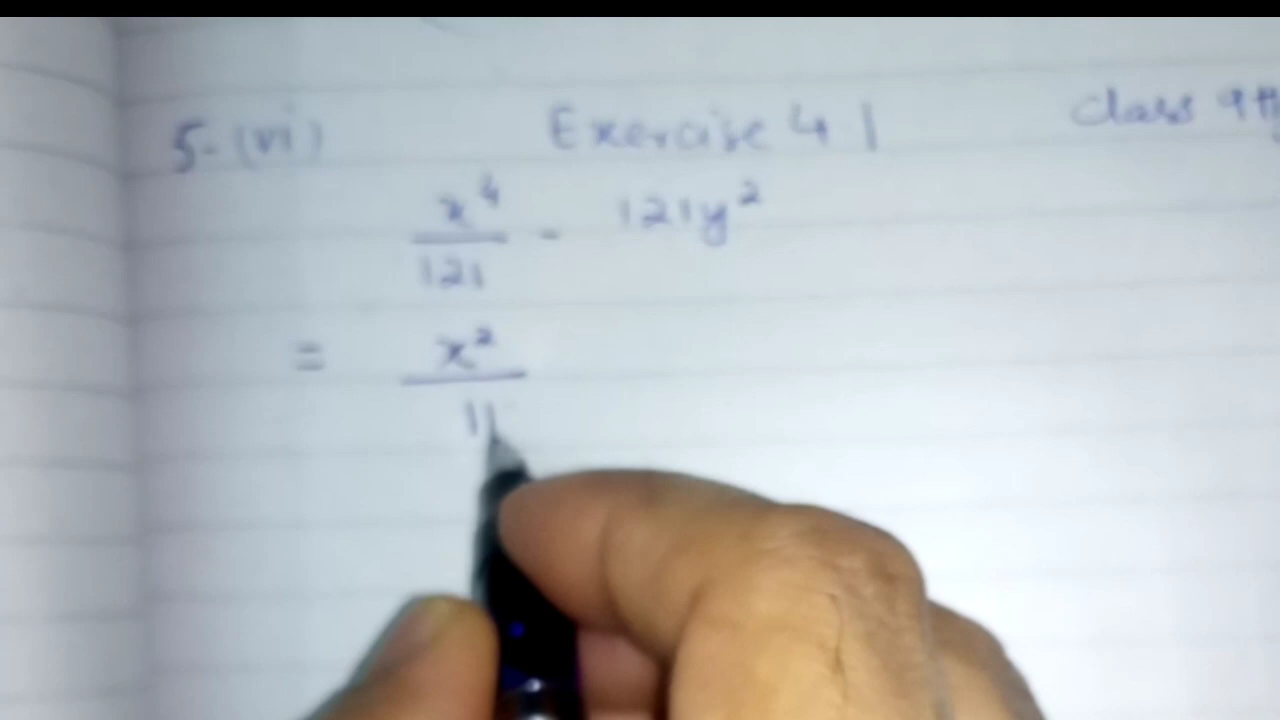 5-(vi) Exercise 4.1 Class 9th
x⁴/121 - 121y²
= x²/11